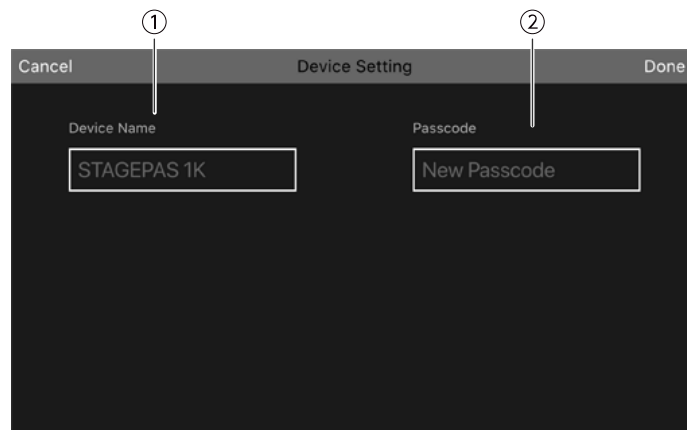 ① ②
Cancel Device Setting Done
Device Name Passcode
STAGEPAS 1K New Passcode